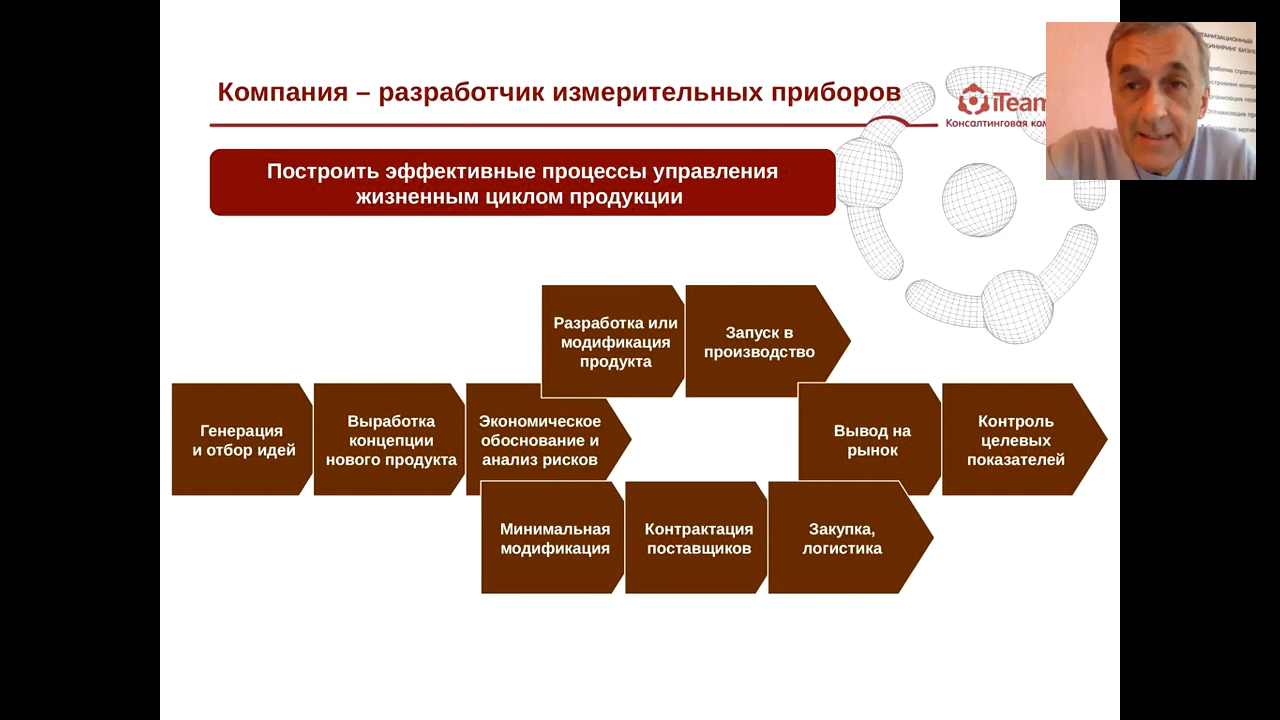 Компания – разработчик измерительных приборов
iTeam
Консалтинговая
Построить эффективные процессы управления
жизненным циклом продукции
Разработка или
модификация
продукта
Запуск в
производство
Генерация
и отбор идей
Выработка
концепции
нового продукта
Экономическое
обоснование и
анализ рисков
Вывод на
рынок
Контроль
целевых
показателей
Минимальная
модификация
Контрактация
поставщиков
Закупка,
логистика